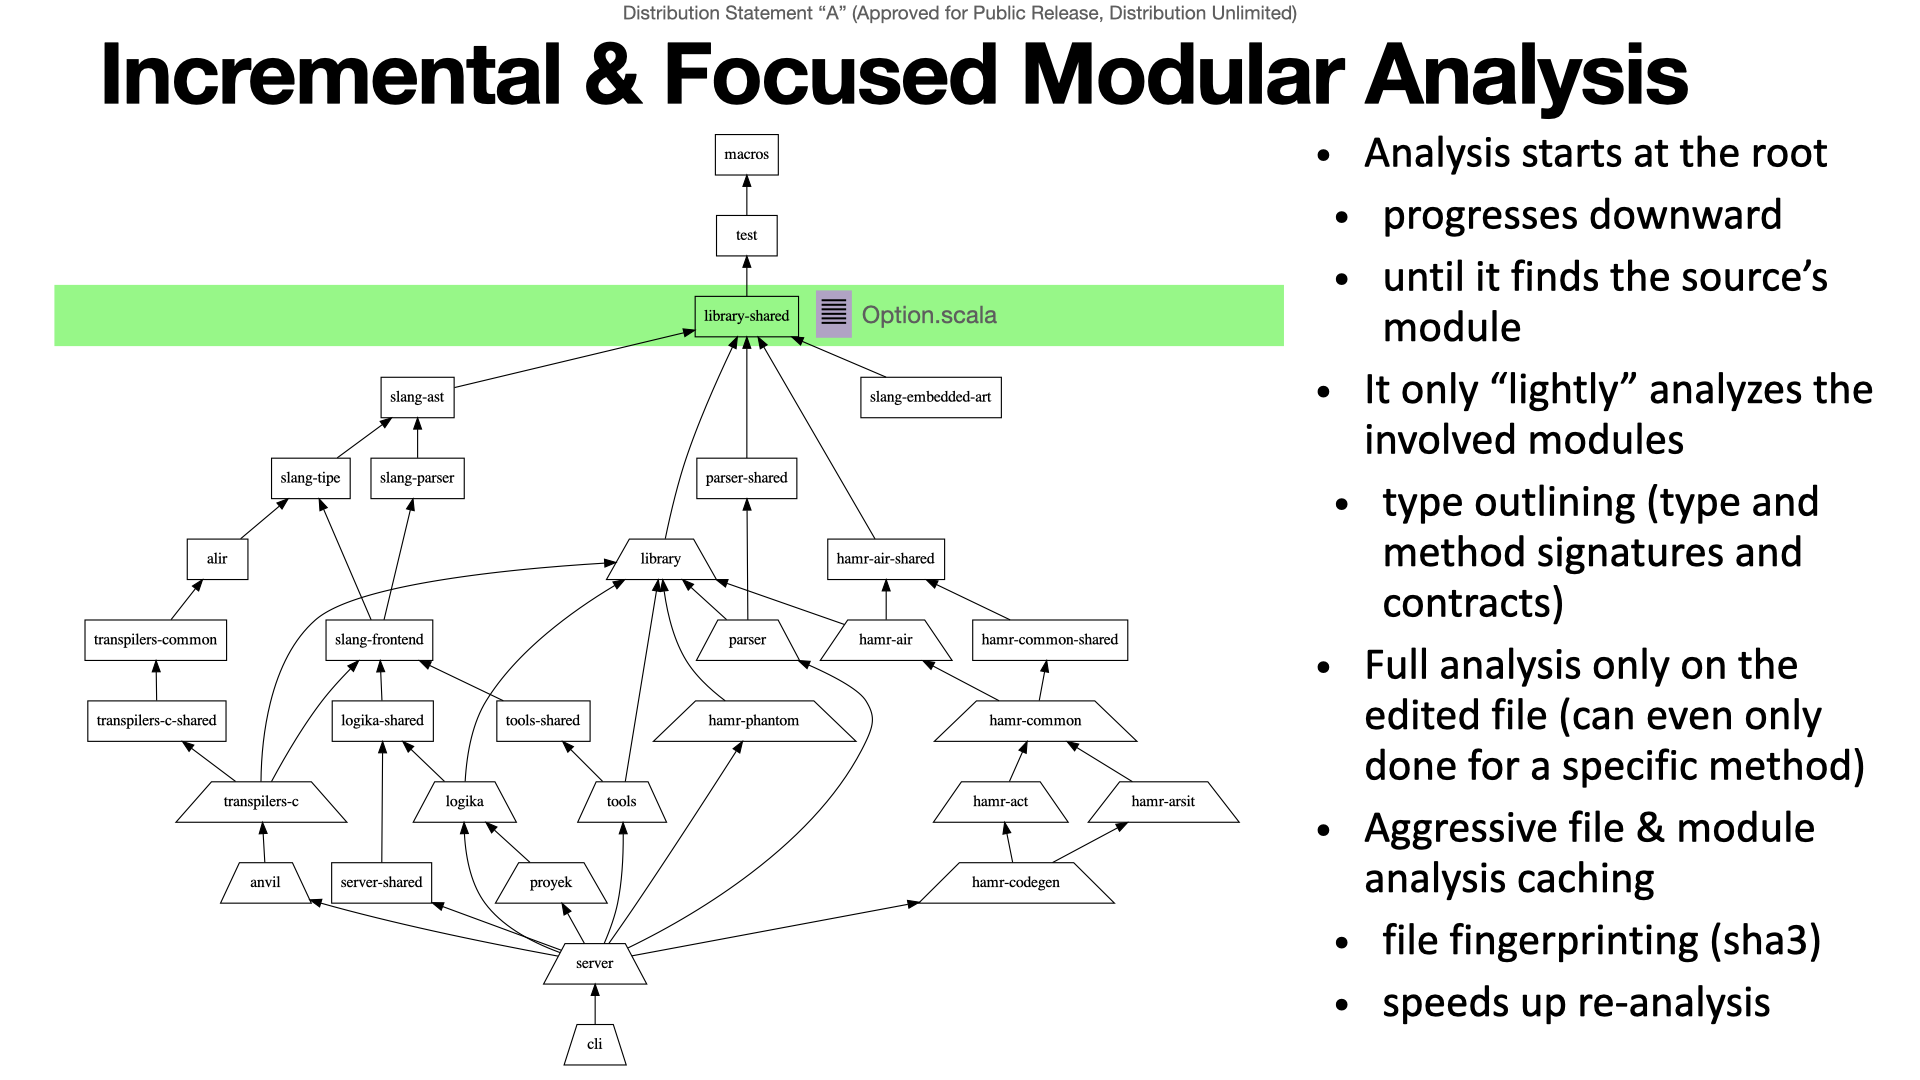 Distribution Statement “A” (Approved for Public Release, Distribution Unlimited)
Incremental & Focused Modular Analysis
macros
test
library-shared
Option.scala
slang-ast
slang-embedded-art
slang-tipe
slang-parser
parser-shared
alir
library
hamr-air-shared
transpilers-common
slang-frontend
parser
hamr-air
hamr-common-shared
transpilers-c-shared
logika-shared
tools-shared
hamr-phantom
hamr-common
transpilers-c
logika
tools
hamr-act
hamr-arsit
anvil
server-shared
proyek
hamr-codegen
server
cli
• Analysis starts at the root
• progresses downward
• until it finds the source’s
module
• It only “lightly” analyzes the
involved modules
• type outlining (type and
method signatures and
contracts)
• Full analysis only on the
edited file (can even only
done for a specific method)
• Aggressive file & module
analysis caching
• file fingerprinting (sha3)
• speeds up re-analysis